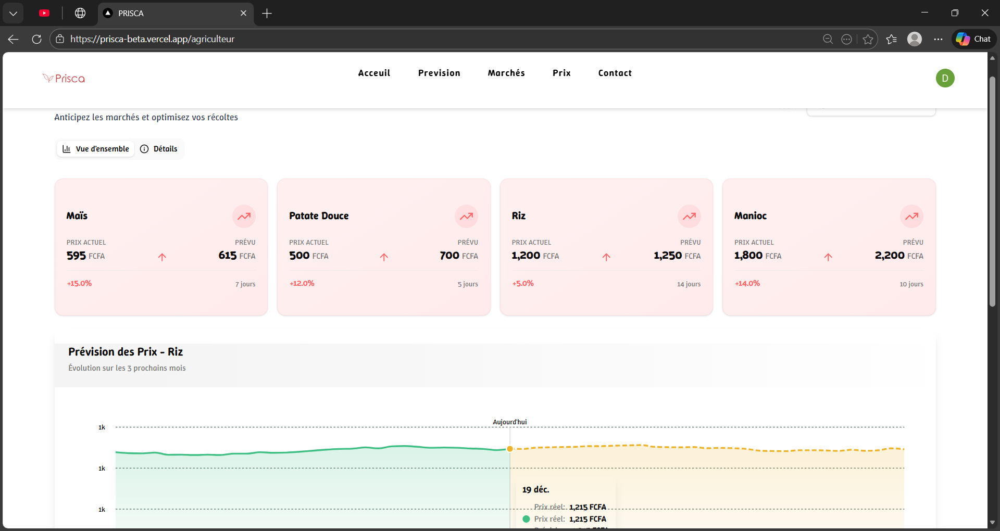 PRISCA
https://prisca-beta.vercel.app/agriculteur
Chat
Prisca
Acceuil Prevision Marchés Prix Contact
D
Anticipez les marchés et optimisez vos récoltes
Vue d'ensemble Détails
Maïs
PRIX ACTUEL PRÉVU
595 FCFA 615 FCFA
+15.0% 7 jours
Patate Douce
PRIX ACTUEL PRÉVU
500 FCFA 700 FCFA
+12.0% 5 jours
Riz
PRIX ACTUEL PRÉVU
1,200 FCFA 1,250 FCFA
+5.0% 14 jours
Manioc
PRIX ACTUEL PRÉVU
1,800 FCFA 2,200 FCFA
+14.0% 10 jours
Prévision des Prix - Riz
Évolution sur les 3 prochains mois
Aujourd'hui
1k
1k
1k
19 déc.
Prix réel: 1,215 FCFA
Prix réel: 1,215 FCFA